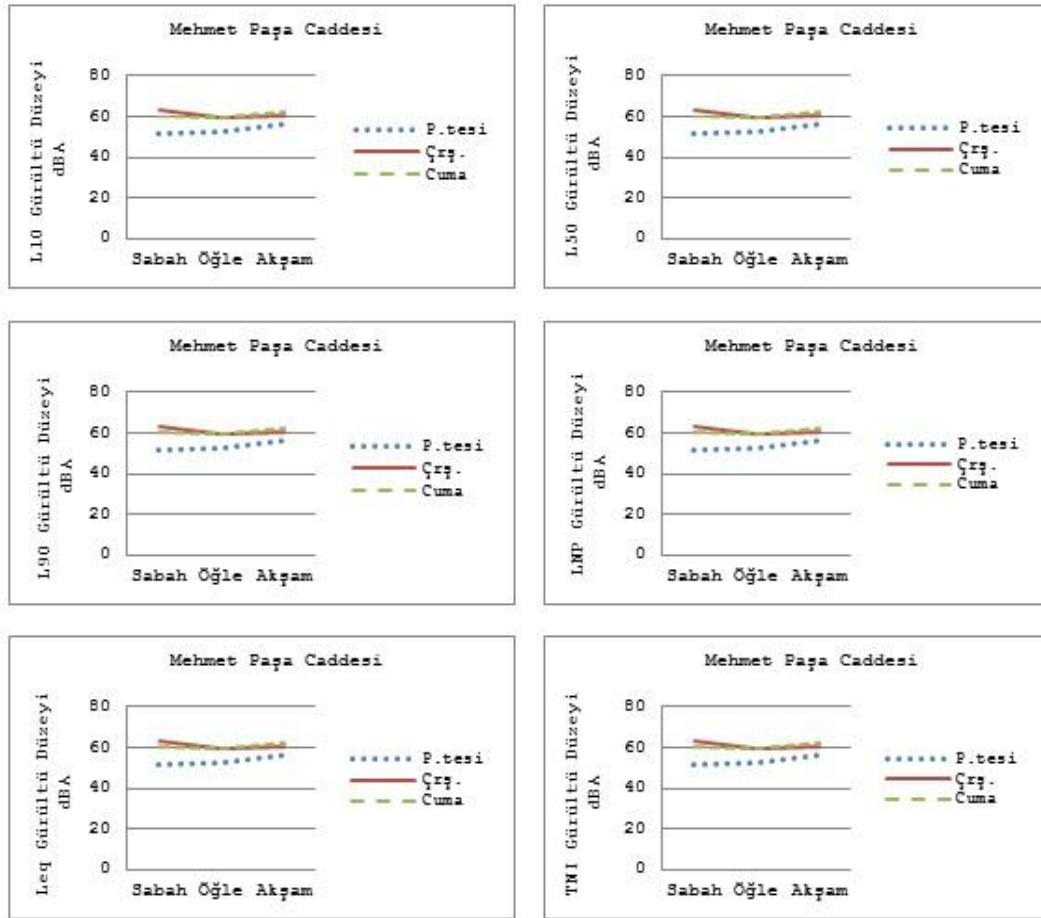 Mehmet Paşa Caddesi
L10 Gürültü Düzeyi
dBA
80
60
40
20
0
Sabah Öğle Akşam
P.tesi
Çrş.
Cuma
Mehmet Paşa Caddesi
L50 Gürültü Düzeyi
dBA
80
60
40
20
0
Sabah Öğle Akşam
P.tesi
Çrş.
Cuma
Mehmet Paşa Caddesi
L90 Gürültü Düzeyi
dBA
80
60
40
20
0
Sabah Öğle Akşam
P.tesi
Çrş.
Cuma
Mehmet Paşa Caddesi
LNP Gürültü Düzeyi
dBA
80
60
40
20
0
Sabah Öğle Akşam
P.tesi
Çrş.
Cuma
Mehmet Paşa Caddesi
Leq Gürültü Düzeyi
dBA
80
60
40
20
0
Sabah Öğle Akşam
P.tesi
Çrş.
Cuma
Mehmet Paşa Caddesi
TNI Gürültü Düzeyi
dBA
80
60
40
20
0
Sabah Öğle Akşam
P.tesi
Çrş.
Cuma